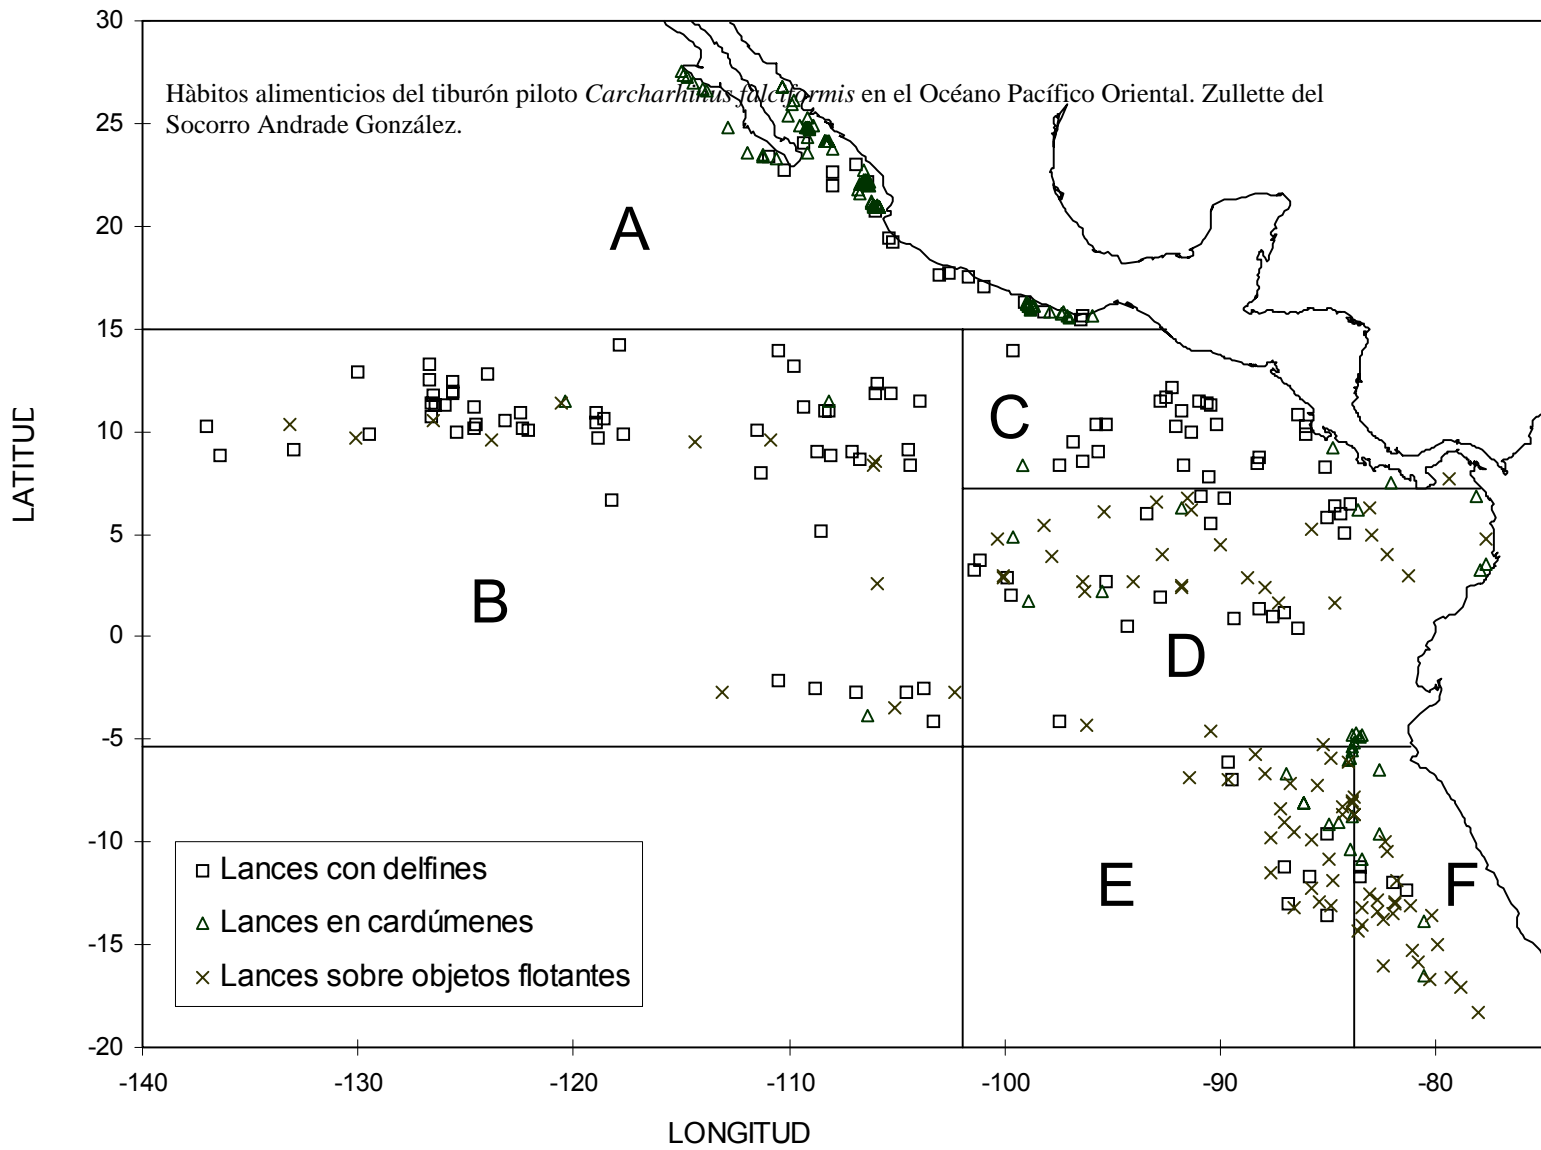 30
Hàbitos alimenticios del tiburón piloto Carcharhinus falciformis en el Océano Pacífico Oriental. Zullette del
Socorro Andrade González.
25
20
A
15
C
10
LATITUD
5
B
0
D
-5
-10
Lances con delfines
E
F
Lances en cardúmenes
-15
Lances sobre objetos flotantes
-20
-140 -130 -120 -110 -100 -90 -80
LONGITUD